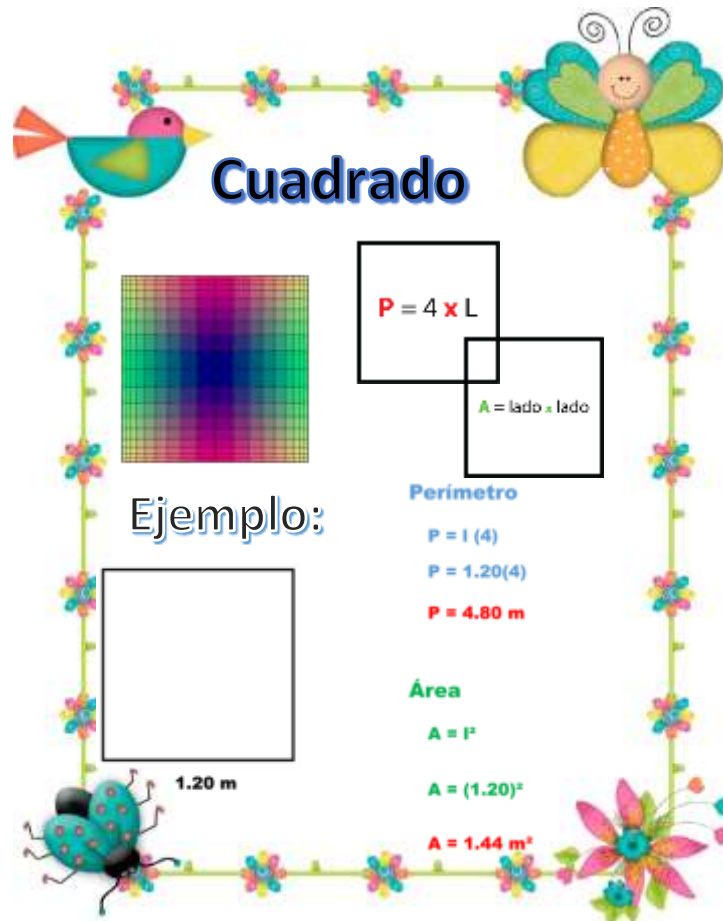 Cuadrado
P = 4 x L
A = lado x lado
Ejemplo:
1.20 m
Perímetro
P = l (4)
P = 1.20(4)
P = 4.80 m
Área
A = l²
A = (1.20)²
A = 1.44 m²